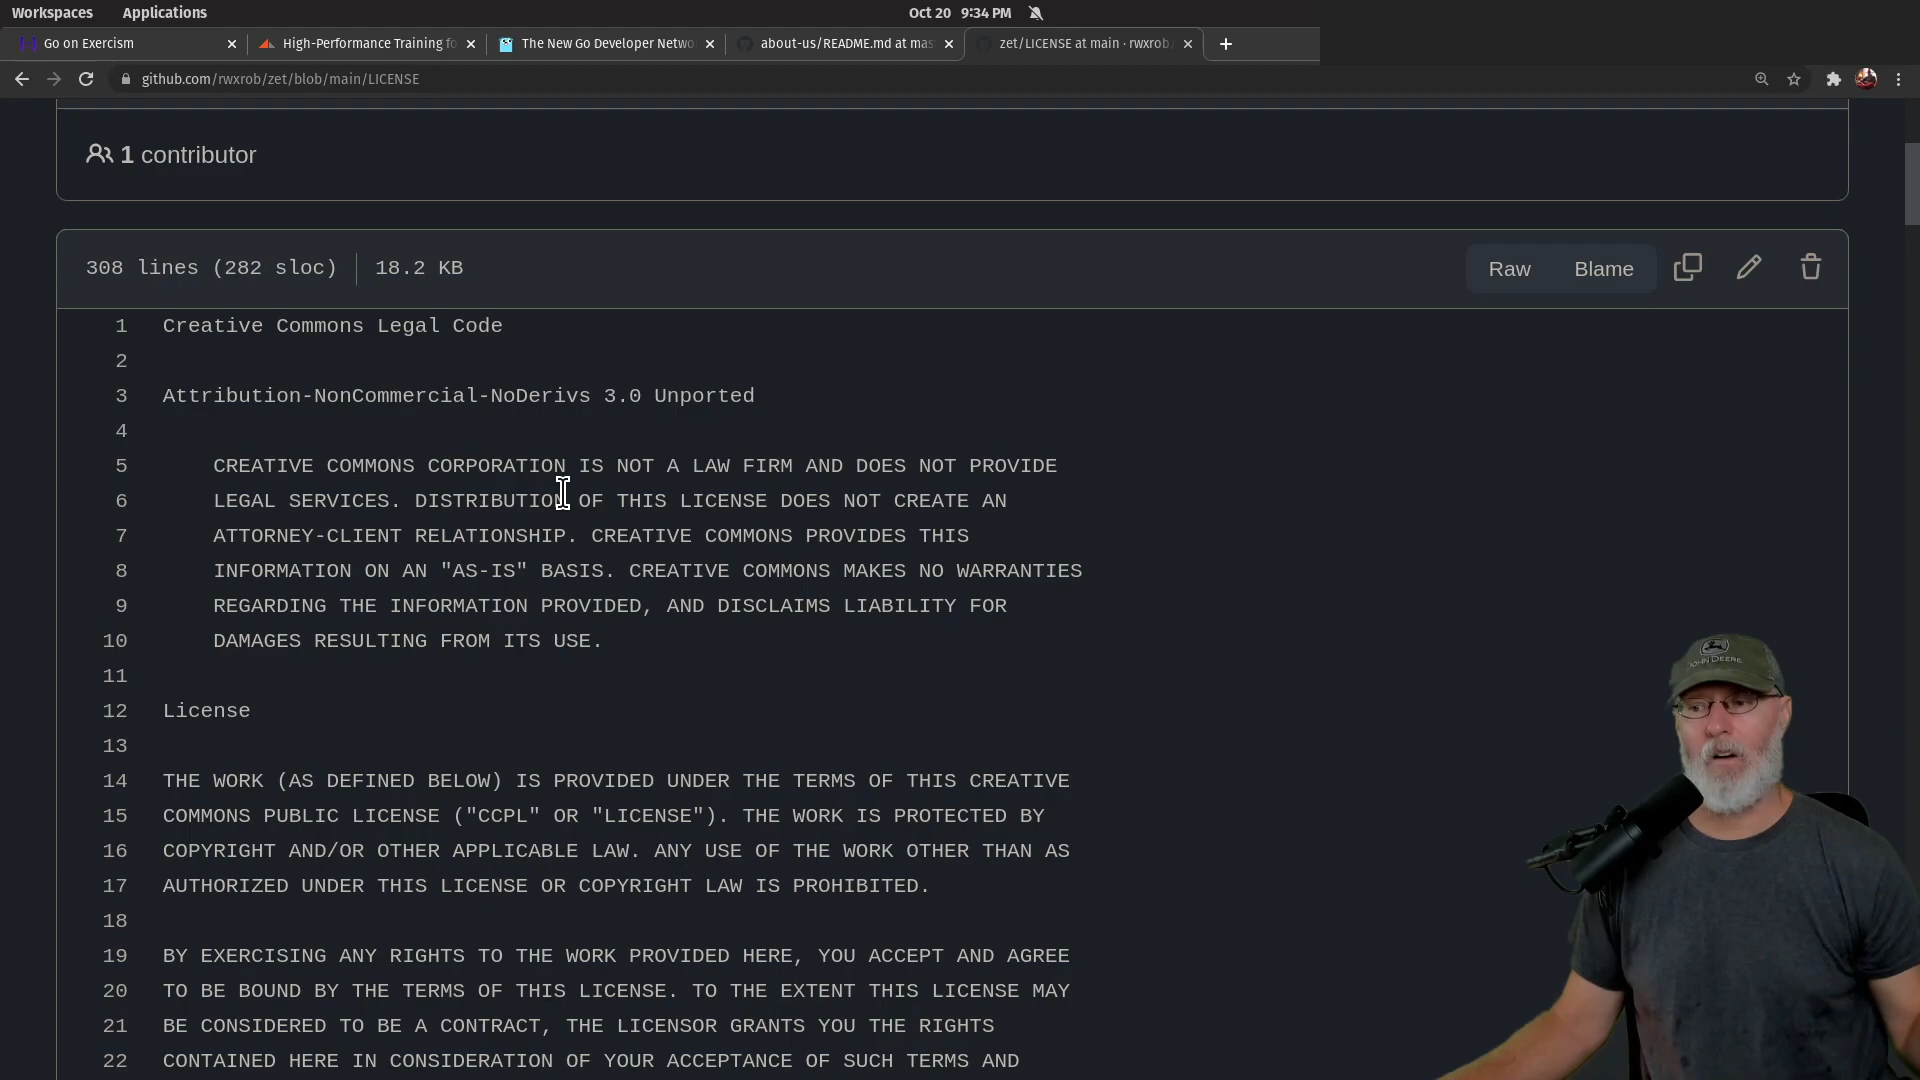 Workspaces Applications Oct 20 9:34 PM
Go on Exercism High-Performance Training fo The New Go Developer Netwo about-us/README.md at mas zet/LICENSE at main · rwxrob
github.com/rwxrob/zet/blob/main/LICENSE
1 contributor
308 lines (282 sloc) 18.2 KB Raw Blame
1 Creative Commons Legal Code
2
3 Attribution-NonCommercial-NoDerivs 3.0 Unported
4
5 CREATIVE COMMONS CORPORATION IS NOT A LAW FIRM AND DOES NOT PROVIDE
6 LEGAL SERVICES. DISTRIBUTION OF THIS LICENSE DOES NOT CREATE AN
7 ATTORNEY-CLIENT RELATIONSHIP. CREATIVE COMMONS PROVIDES THIS
8 INFORMATION ON AN "AS-IS" BASIS. CREATIVE COMMONS MAKES NO WARRANTIES
9 REGARDING THE INFORMATION PROVIDED, AND DISCLAIMS LIABILITY FOR
10 DAMAGES RESULTING FROM ITS USE.
11
12 License
13
14 THE WORK (AS DEFINED BELOW) IS PROVIDED UNDER THE TERMS OF THIS CREATIVE
15 COMMONS PUBLIC LICENSE ("CCPL" OR "LICENSE"). THE WORK IS PROTECTED BY
16 COPYRIGHT AND/OR OTHER APPLICABLE LAW. ANY USE OF THE WORK OTHER THAN AS
17 AUTHORIZED UNDER THIS LICENSE OR COPYRIGHT LAW IS PROHIBITED.
18
19 BY EXERCISING ANY RIGHTS TO THE WORK PROVIDED HERE, YOU ACCEPT AND AGREE
20 TO BE BOUND BY THE TERMS OF THIS LICENSE. TO THE EXTENT THIS LICENSE MAY
21 BE CONSIDERED TO BE A CONTRACT, THE LICENSOR GRANTS YOU THE RIGHTS
22 CONTAINED HERE IN CONSIDERATION OF YOUR ACCEPTANCE OF SUCH TERMS AND
JOHN DEERE